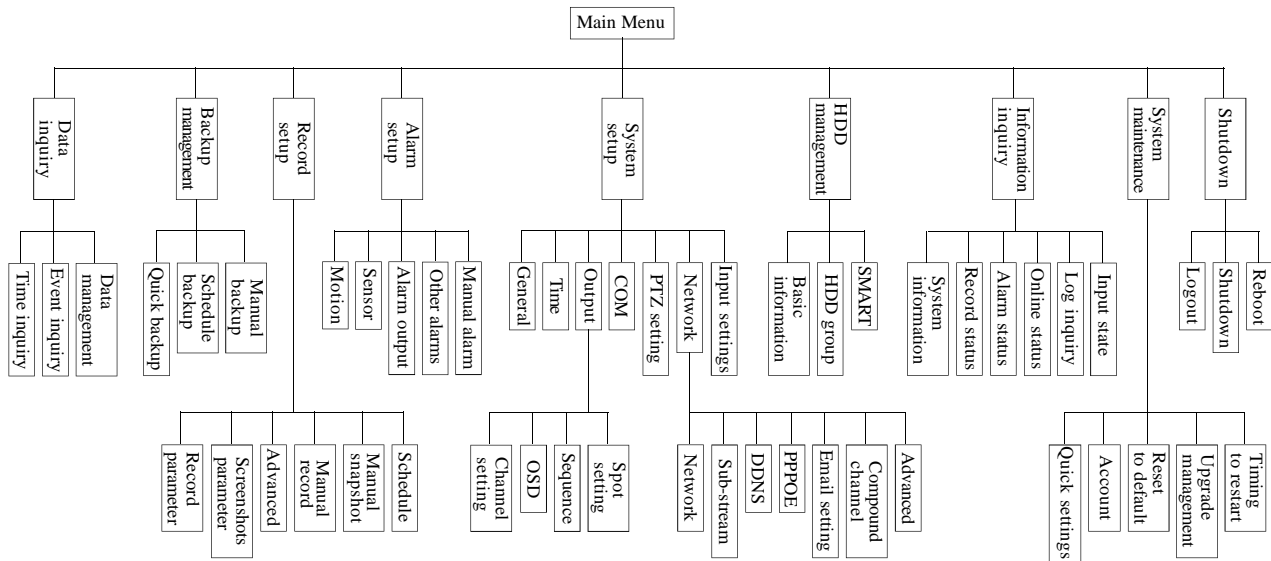 Main Menu
Data
inquiry
Backup
management
Record
setup
Alarm
setup
System
setup
HDD
management
Information
inquiry
System
maintenance
Shutdown
Time inquiry
Event inquiry
Data
management
Quick backup
Schedule
backup
Manual
backup
Motion
Sensor
Alarm output
Other alarms
Manual alarm
General
Time
Output
COM
PTZ setting
Network
Input settings
Basic
information
HDD group
SMART
System
information
Record status
Alarm status
Online status
Log inquiry
Input state
Logout
Shutdown
Reboot
Record
parameter
Screenshots
parameter
Advanced
Manual
record
Manual
snapshot
Schedule
Channel
setting
OSD
Sequence
Spot
setting
Network
Sub-stream
DDNS
PPPOE
Email setting
Compound
channel
Advanced
Quick settings
Account
Reset
to default
Upgrade
management
Timing
to restart